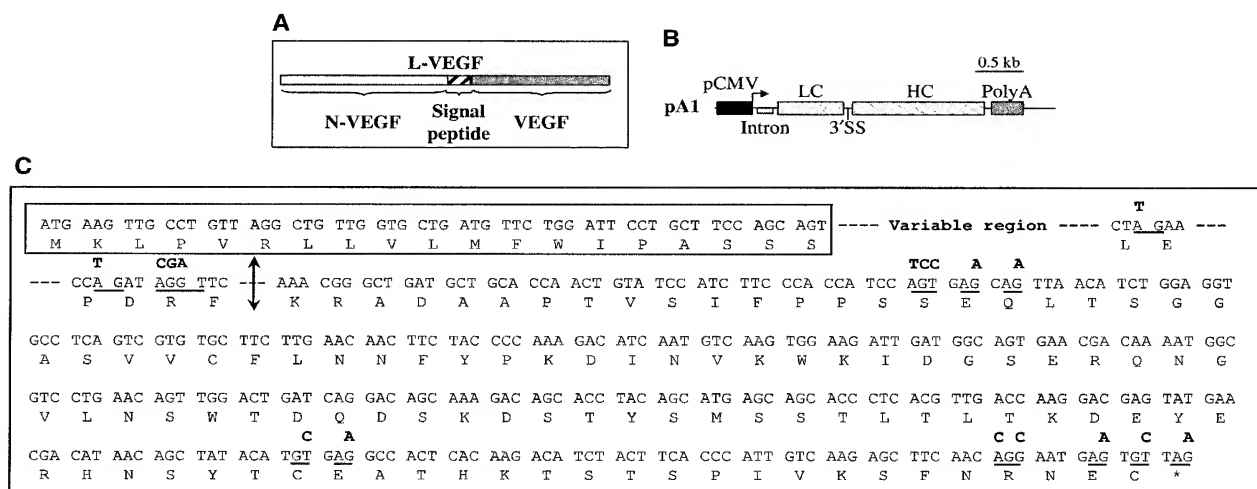 A
L-VEGF
N-VEGF
Signal
peptide
VEGF
B
0.5 kb
pCMV
LC
HC
PolyA
pA1
Intron
3'SS
C
ATG AAG TTG CCT GTT AGG CTG TTG GTG CTG ATG TTC TGG ATT CCT GCT TCC AGC AGT ---- Variable region ---- CTA GAA ----
T
M K L P V R L L V L M F W I P A S S S L E
T CGA TCC A A
---- CCA GAT AGG TTC --- AAA CGG GCT GAT GCT GCA CCA ACT GTA TCC ATC TTC CCA CCA TCC AGT GAG CAG TTA ACA TCT GGA GGT
P D R F K R A D A A P T V S I F P P S S E Q L T S G G
GCC TCA GTC GTG TGC TTC TTG AAC AAC TTC TAC CCC AAA GAC ATC AAT GTC AAG TGG AAG ATT GAT GGC AGT GAA CGA CAA AAT GGC
A S V V C F L N N F Y P K D I N V K W K I D G S E R Q N G
GTC CTG AAC AGT TGG ACT GAT CAG GAC AGC AAA GAC AGC ACC TAC AGC ATG AGC AGC ACC CTC ACG TTG ACC AAG GAC GAG TAT GAA
V L N S W T D Q D S K D S T Y S M S S T L T L T K D E Y E
C A C C A C A
CGA CAT AAC AGC TAT ACA TGT GAG GCC ACT CAC AAG ACA TCT ACT TCA CCC ATT GTC AAG AGC TTC AAC AGG AAT GAG TGT TAG
R H N S Y T C E A T H K T S T S P I V K S F N R N E C *